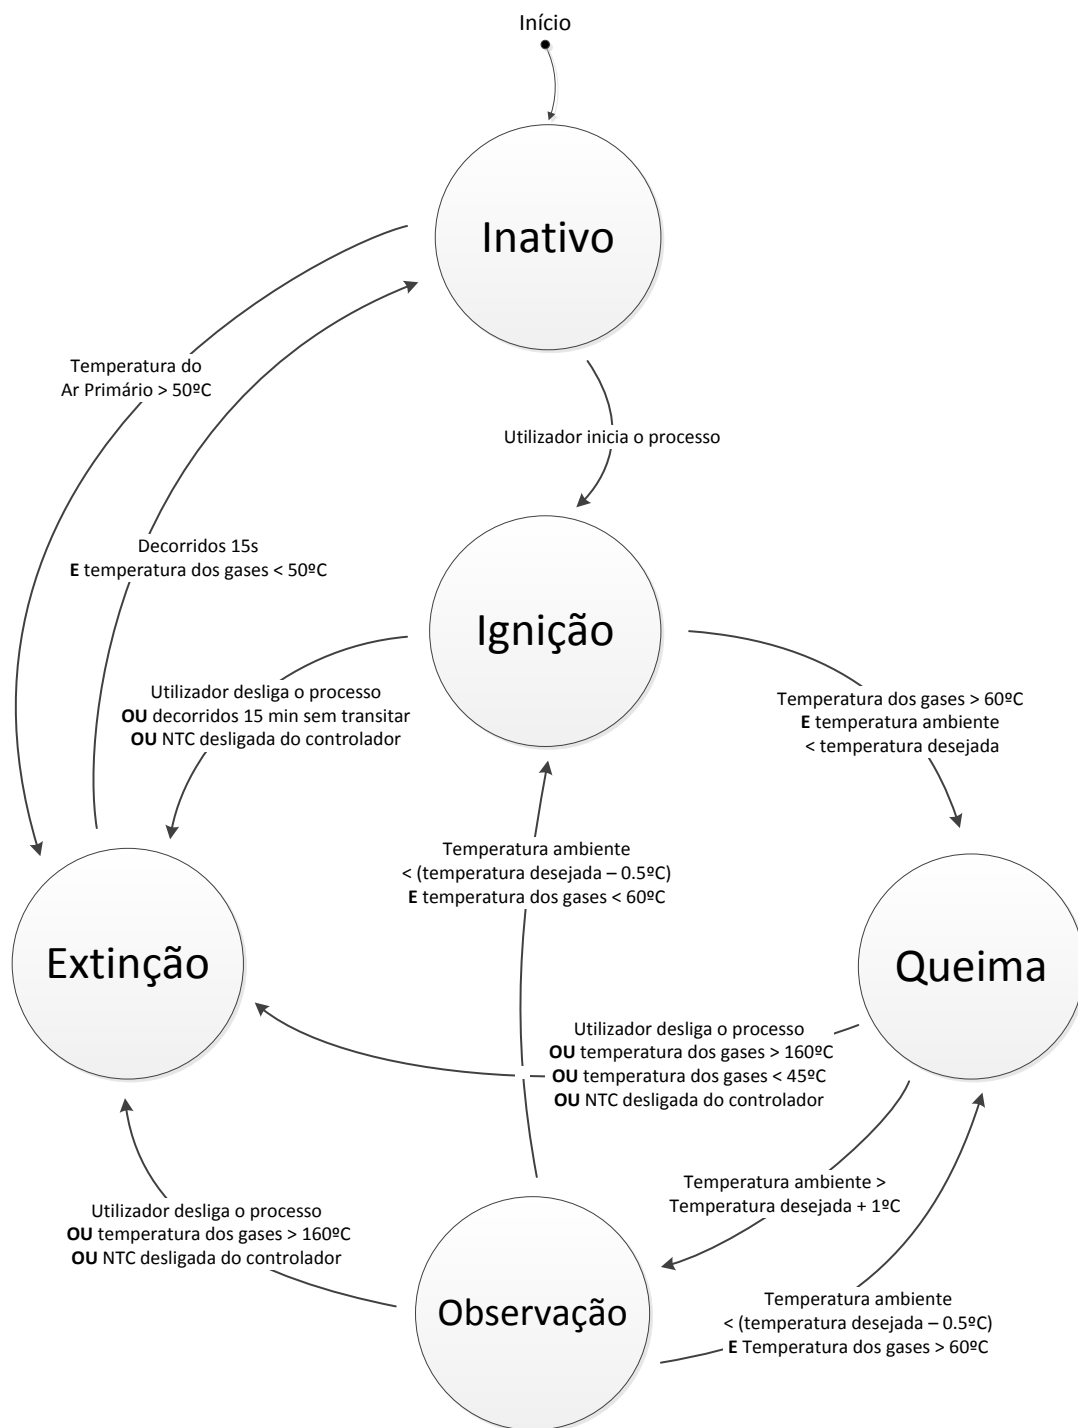 Início
Inativo
Temperatura do
Ar Primário > 50ºC
Utilizador inicia o processo
Decorridos 15s
E temperatura dos gases < 50ºC
Ignição
Utilizador desliga o processo
OU decorridos 15 min sem transitar
OU NTC desligada do controlador
Temperatura dos gases > 60ºC
E temperatura ambiente
< temperatura desejada
Temperatura ambiente
< (temperatura desejada – 0.5ºC)
E temperatura dos gases < 60ºC
Extinção
Queima
Utilizador desliga o processo
OU temperatura dos gases > 160ºC
OU temperatura dos gases < 45ºC
OU NTC desligada do controlador
Temperatura ambiente >
Temperatura desejada + 1ºC
Utilizador desliga o processo
OU temperatura dos gases > 160ºC
OU NTC desligada do controlador
Observação
Temperatura ambiente
< (temperatura desejada – 0.5ºC)
E Temperatura dos gases > 60ºC